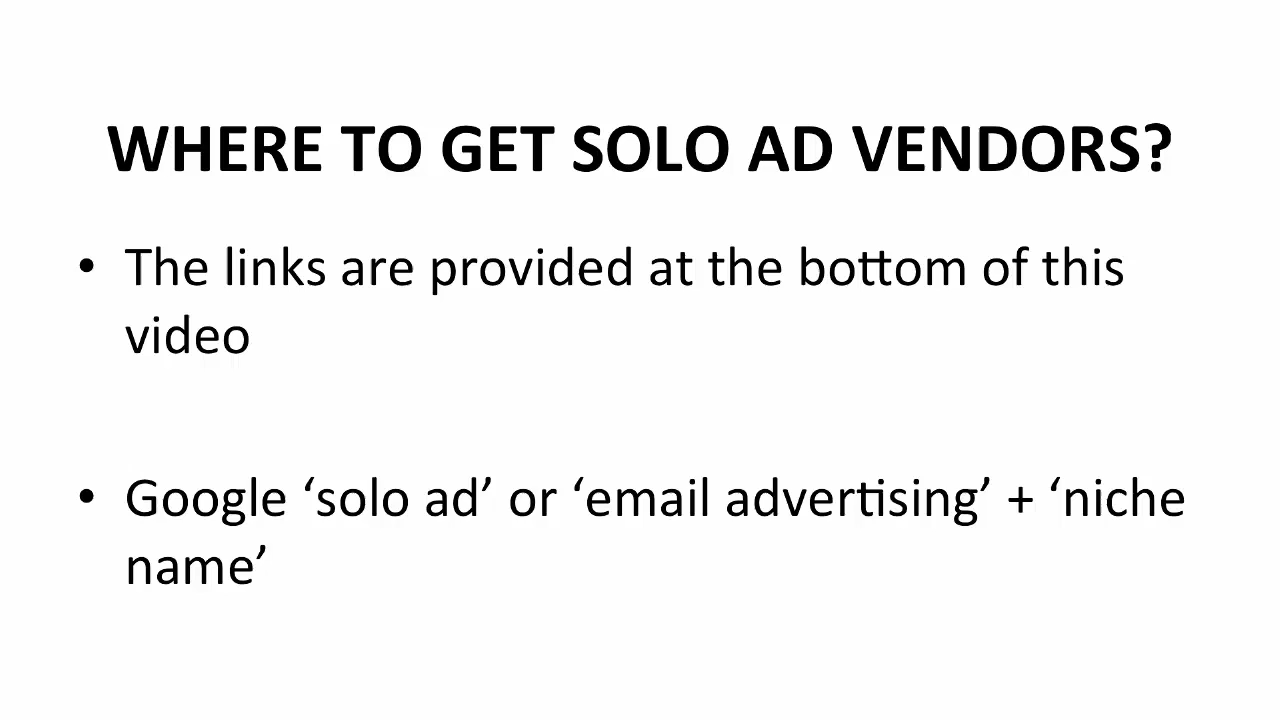 WHERE TO GET SOLO AD VENDORS?
• The links are provided at the bottom of this
video
• Google ‘solo ad’ or ‘email advertising’ + ‘niche
name’